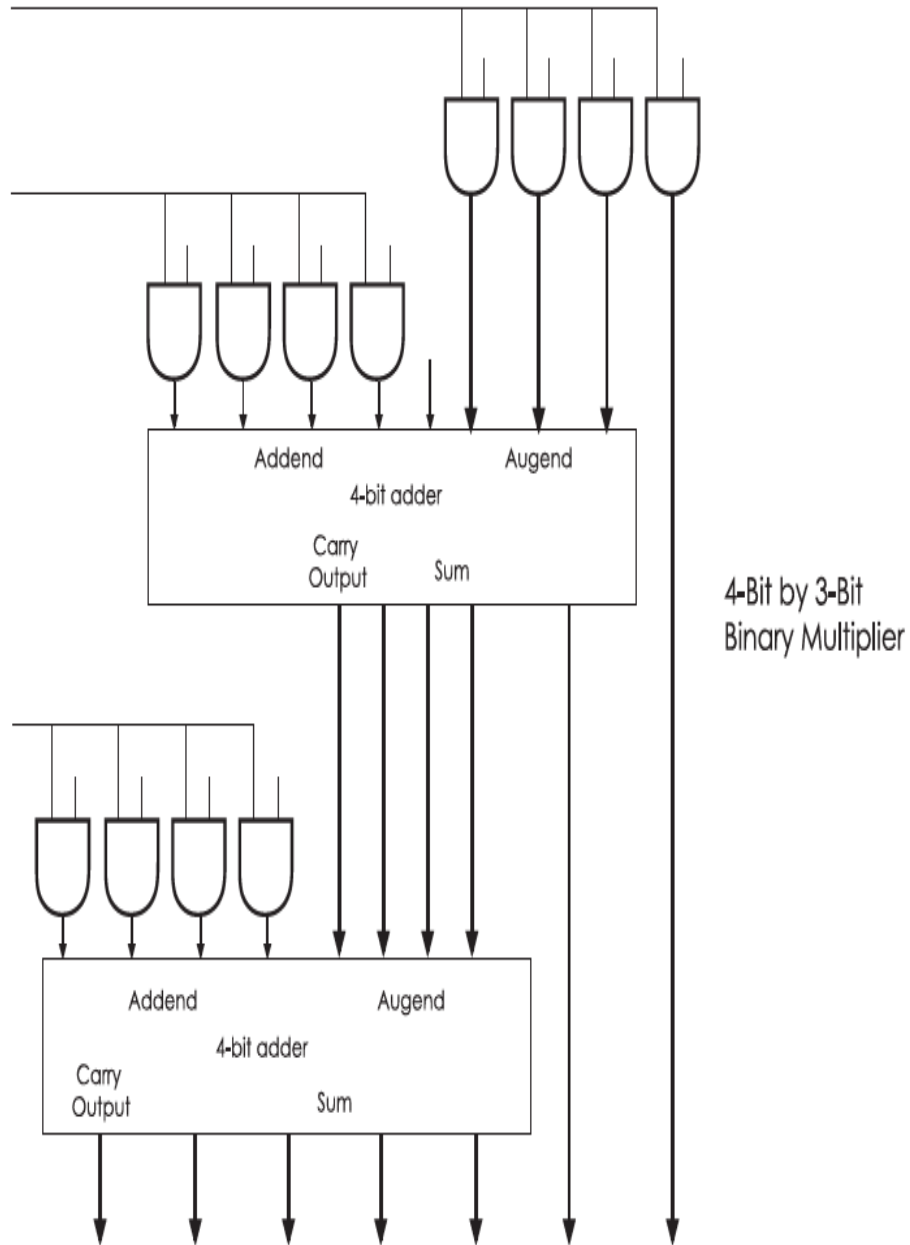 Addend
Augend
4-bit adder
Carry
Output
Sum
4-Bit by 3-Bit
Binary Multiplier
Addend
Augend
4-bit adder
Carry
Output
Sum